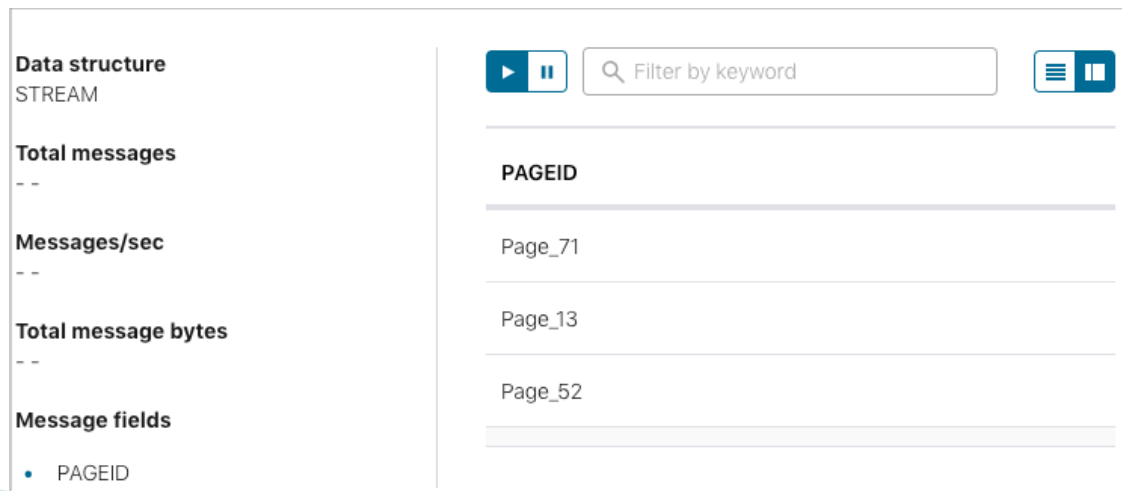 Data structure
STREAM
Total messages
- -
Messages/sec
- -
Total message bytes
- -
Message fields
• PAGEID
Filter by keyword
PAGEID
Page_71
Page_13
Page_52